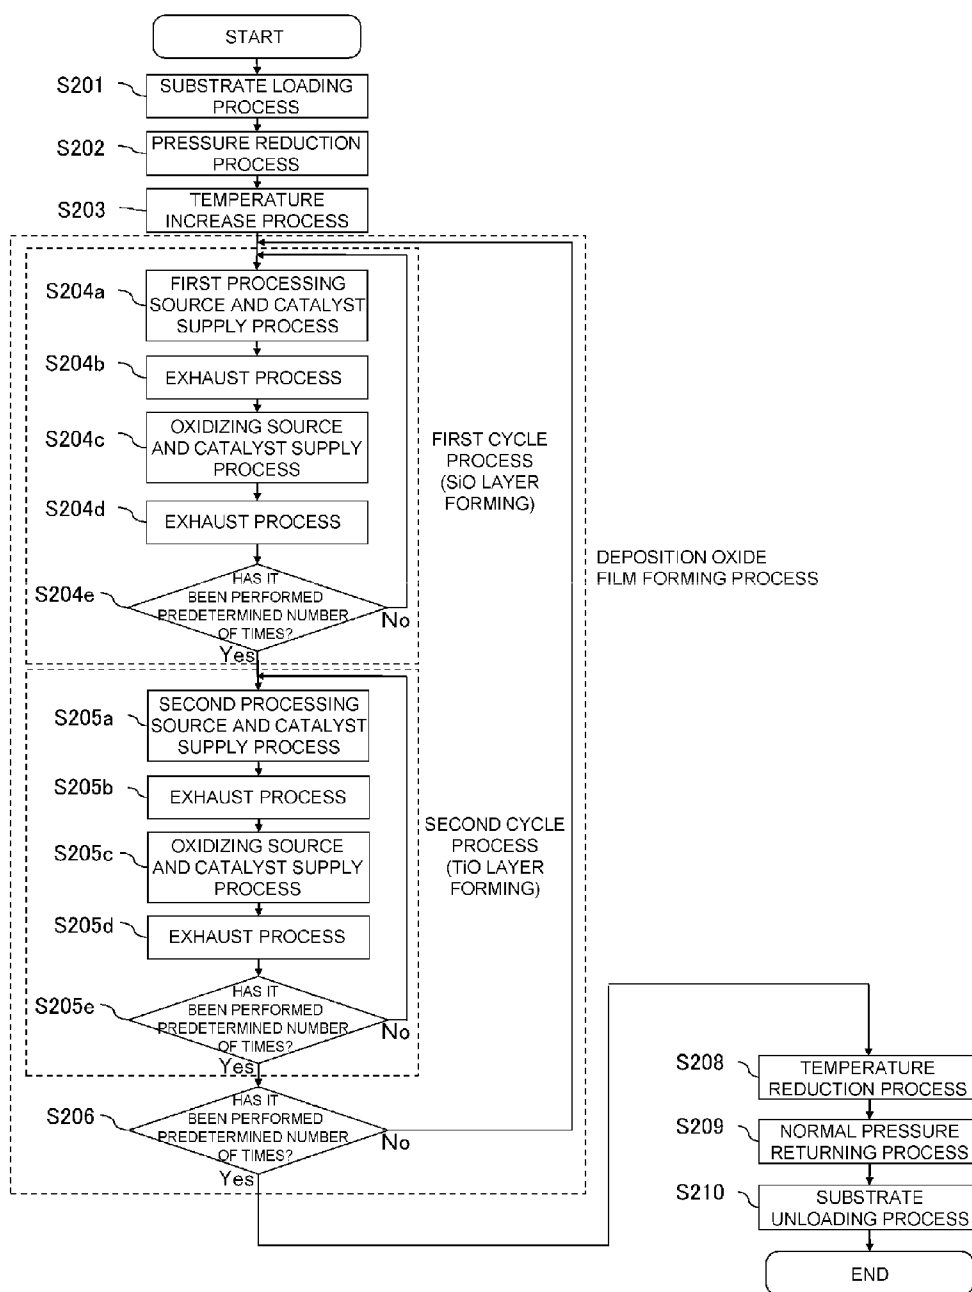 START
S201
SUBSTRATE LOADING
PROCESS
S202
PRESSURE REDUCTION
PROCESS
S203
TEMPERATURE
INCREASE PROCESS
S204a
FIRST PROCESSING
SOURCE AND CATALYST
SUPPLY PROCESS
S204b
EXHAUST PROCESS
S204c
OXIDIZING SOURCE
AND CATALYST SUPPLY
PROCESS
S204d
EXHAUST PROCESS
S204e
HAS IT
BEEN PERFORMED
PREDETERMINED NUMBER
OF TIMES?
No
Yes
FIRST CYCLE
PROCESS
(SiO LAYER
FORMING)
DEPOSITION OXIDE
FILM FORMING PROCESS
S205a
SECOND PROCESSING
SOURCE AND CATALYST
SUPPLY PROCESS
S205b
EXHAUST PROCESS
S205c
OXIDIZING SOURCE
AND CATALYST SUPPLY
PROCESS
S205d
EXHAUST PROCESS
S205e
HAS IT
BEEN PERFORMED
PREDETERMINED NUMBER
OF TIMES?
No
Yes
SECOND CYCLE
PROCESS
(TiO LAYER
FORMING)
S206
HAS IT
BEEN PERFORMED
PREDETERMINED NUMBER
OF TIMES?
No
Yes
S208
TEMPERATURE
REDUCTION PROCESS
S209
NORMAL PRESSURE
RETURNING PROCESS
S210
SUBSTRATE
UNLOADING PROCESS
END